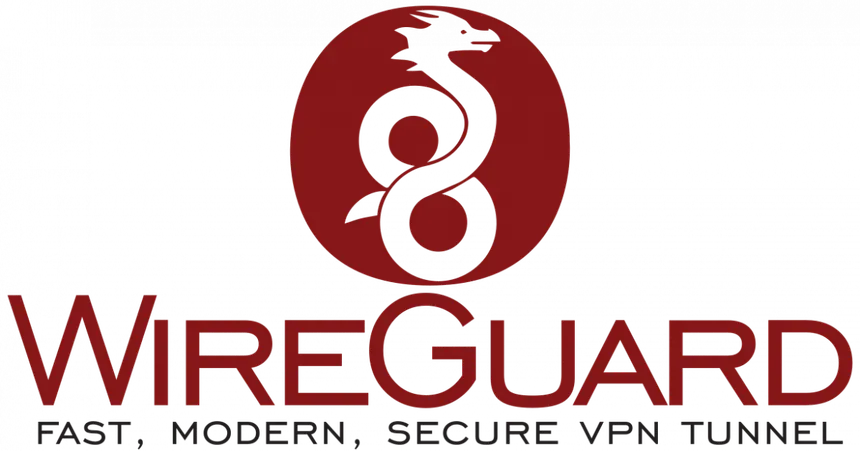 WIREGUARD
FAST, MODERN, SECURE VPN TUNNEL